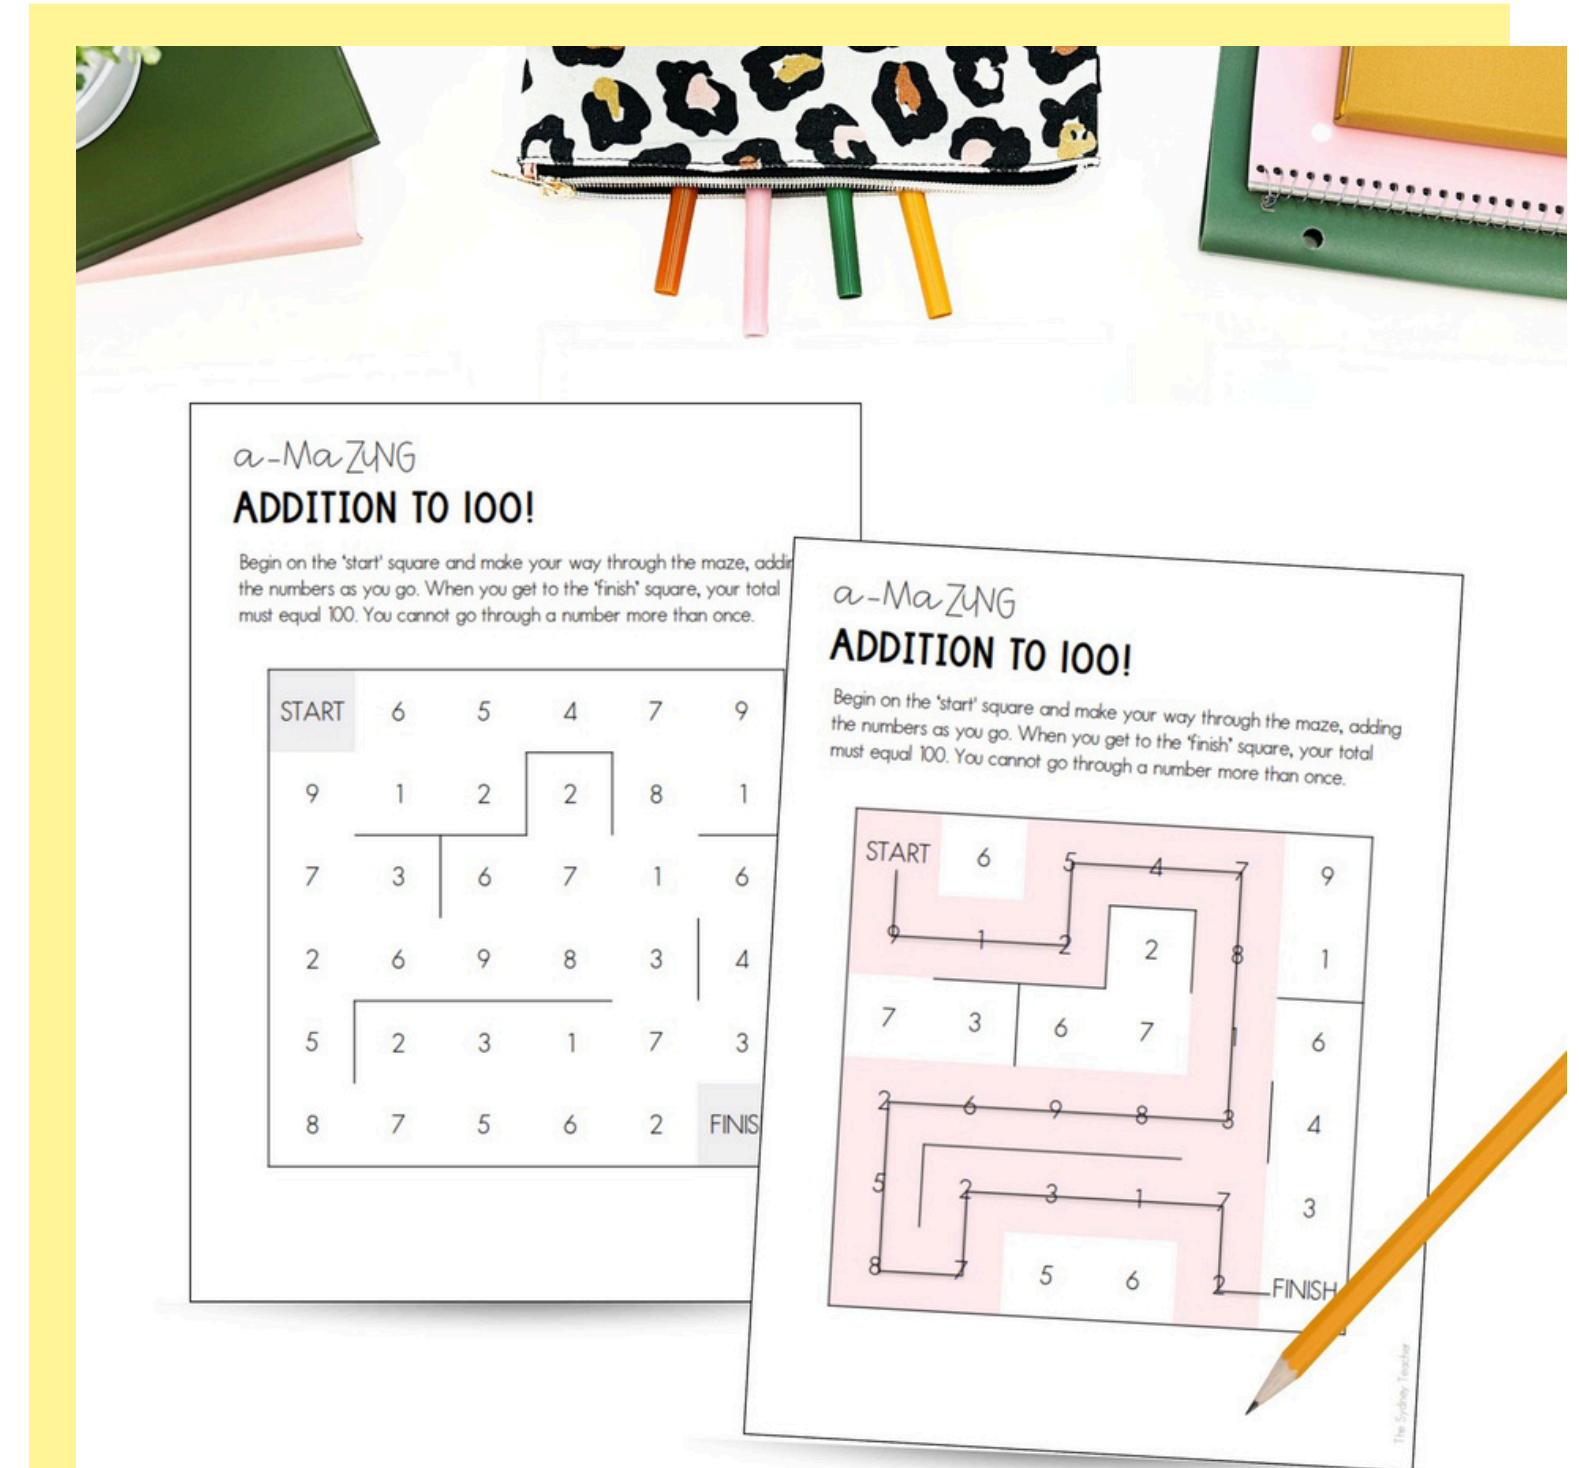 a-MaZiNG
ADDITION TO 100!
Begin on the 'start' square and make your way through the maze,
the numbers as you go. When you get to the 'finish' square, your total
must equal 100. You cannot go through a number more than once.
START 6 5 4 7 9
9 1 2 2 8 1
7 3 6 7 1 6
2 6 9 8 3 4
5 2 3 1 7 3
8 7 5 6 2
a-MaZiNG
ADDITION TO 100!
Begin on the 'start' square and make your way through the maze, adding
the numbers as you go. When you get to the 'finish' square, your total
must equal 100. You cannot go through a number more than once.
START 6 5 4 7 9
9 1 2 2 8 1
7 3 6 7 1 6
2 6 9 8 3 4
5 2 3 1 7 3
8 7 5 6 2 FINISH
The Sydney Teacher